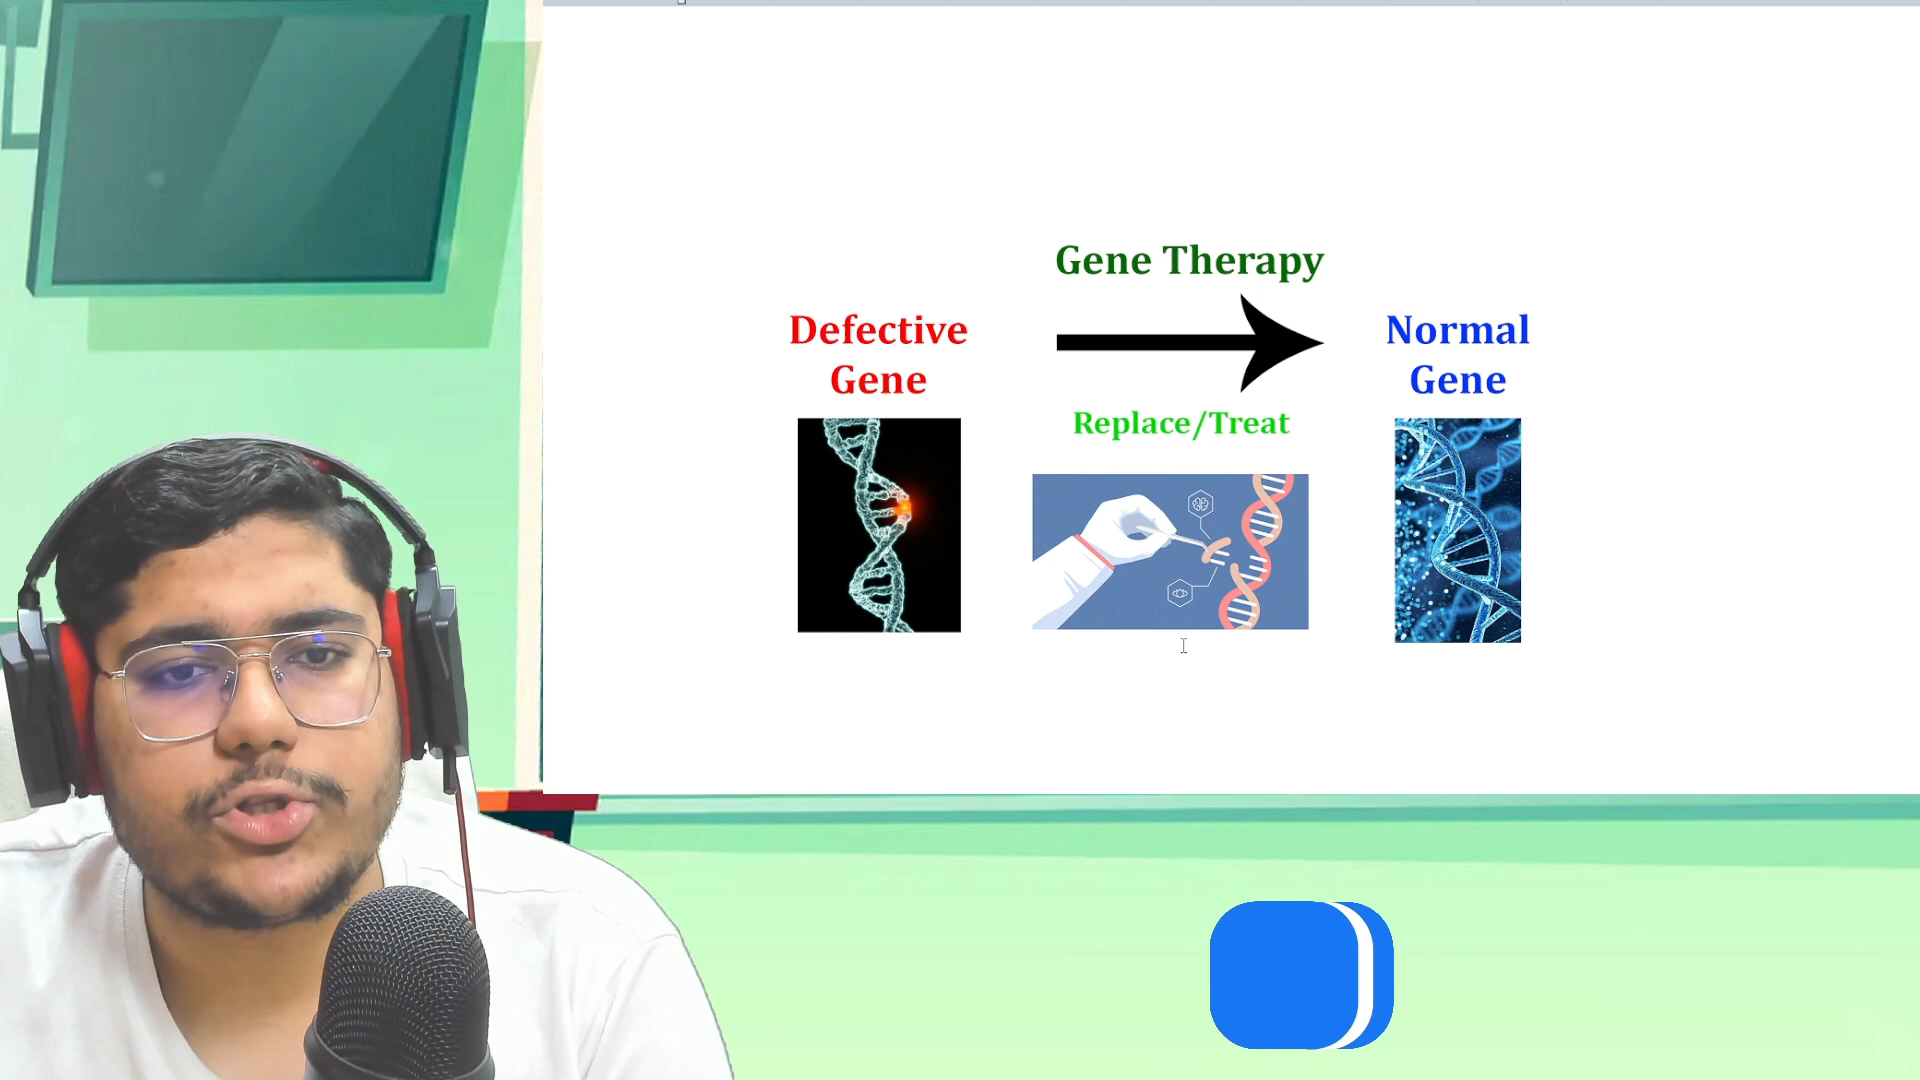 Gene Therapy
Defective
Gene
Replace/Treat
Normal
Gene